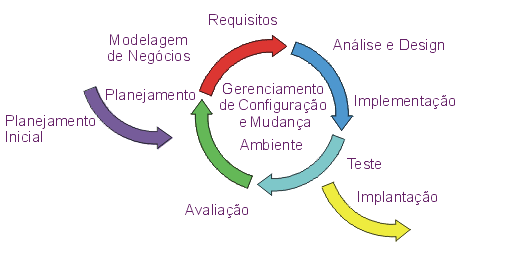 Requisitos
Modelagem
de Negócios
Análise e Design
Planejamento
Gerenciamento
de Configuração
e Mudança
Implementação
Planejamento
Inicial
Ambiente
Teste
Implantação
Avaliação